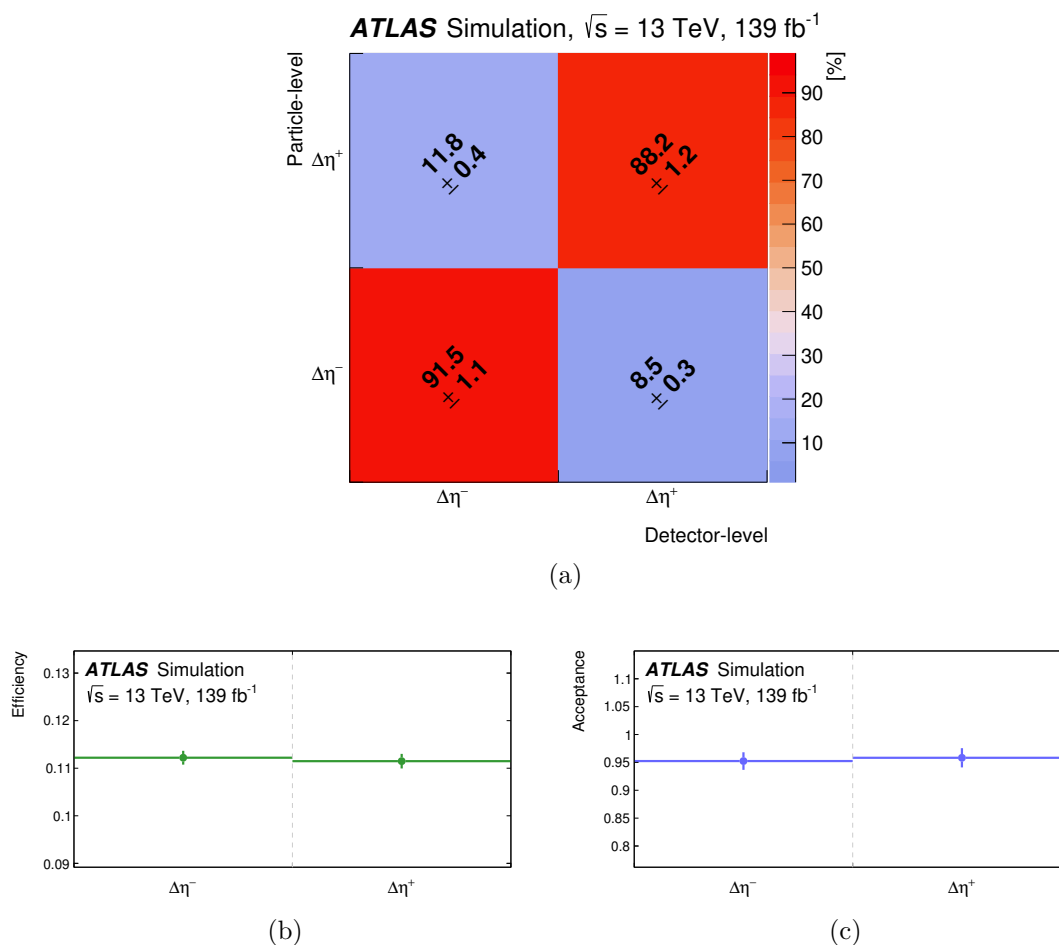 ATLAS Simulation, √s = 13 TeV, 139 fb⁻¹
Particle-level
[%]
Δη⁺
Δη⁻
11.8 ± 0.4
88.2 ± 1.2
91.5 ± 1.1
8.5 ± 0.3
90
80
70
60
50
40
30
20
10
Δη⁻ Δη⁺
Detector-level
(a)
Efficiency
ATLAS Simulation
√s = 13 TeV, 139 fb⁻¹
0.13
0.12
0.11
0.1
0.09
Δη⁻ Δη⁺
(b)
Acceptance
ATLAS Simulation
√s = 13 TeV, 139 fb⁻¹
1.1
1.05
1
0.95
0.9
0.85
0.8
Δη⁻ Δη⁺
(c)